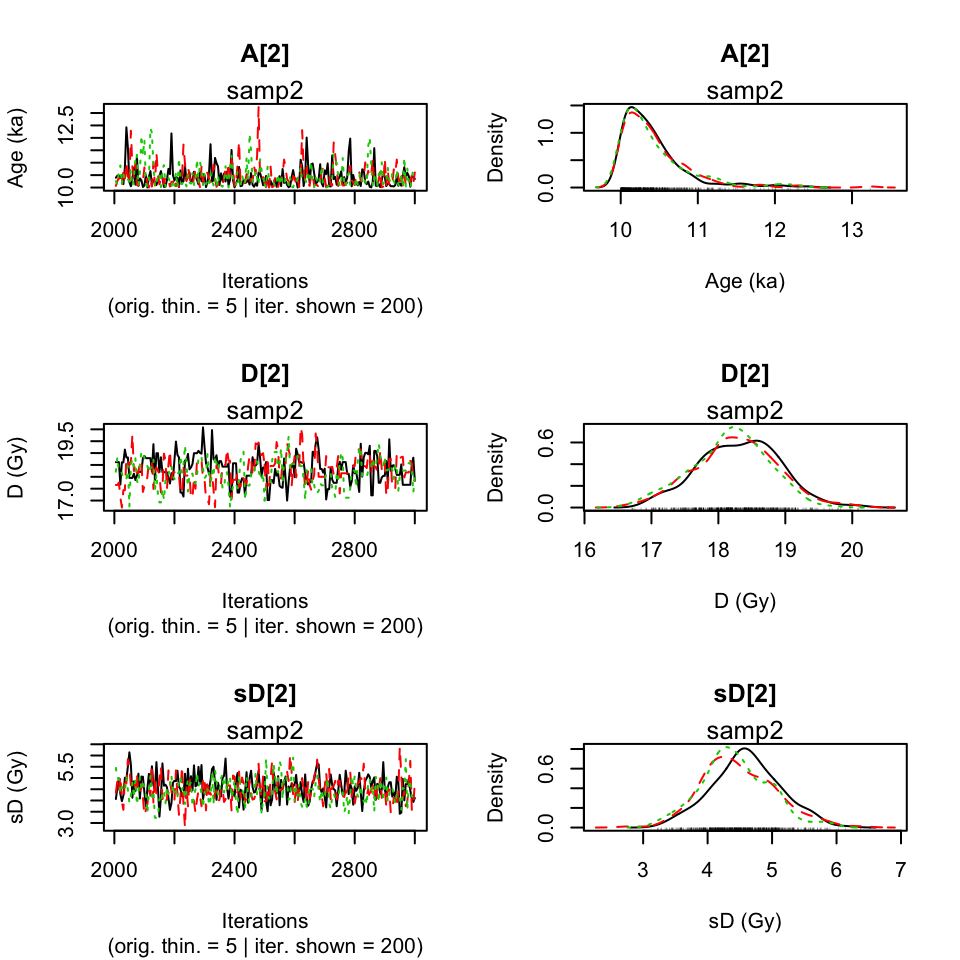 A[2]
samp2
Age (ka)
12.5
10.0
2000 2400 2800
Iterations
(orig. thin. = 5 | iter. shown = 200)
A[2]
samp2
Density
1.0
0.0
10 11 12 13
Age (ka)
D[2]
samp2
D (Gy)
19.5
17.0
2000 2400 2800
Iterations
(orig. thin. = 5 | iter. shown = 200)
D[2]
samp2
Density
0.6
0.0
16 17 18 19 20
D (Gy)
sD[2]
samp2
sD (Gy)
5.5
3.0
2000 2400 2800
Iterations
(orig. thin. = 5 | iter. shown = 200)
sD[2]
samp2
Density
0.6
0.0
3 4 5 6 7
sD (Gy)